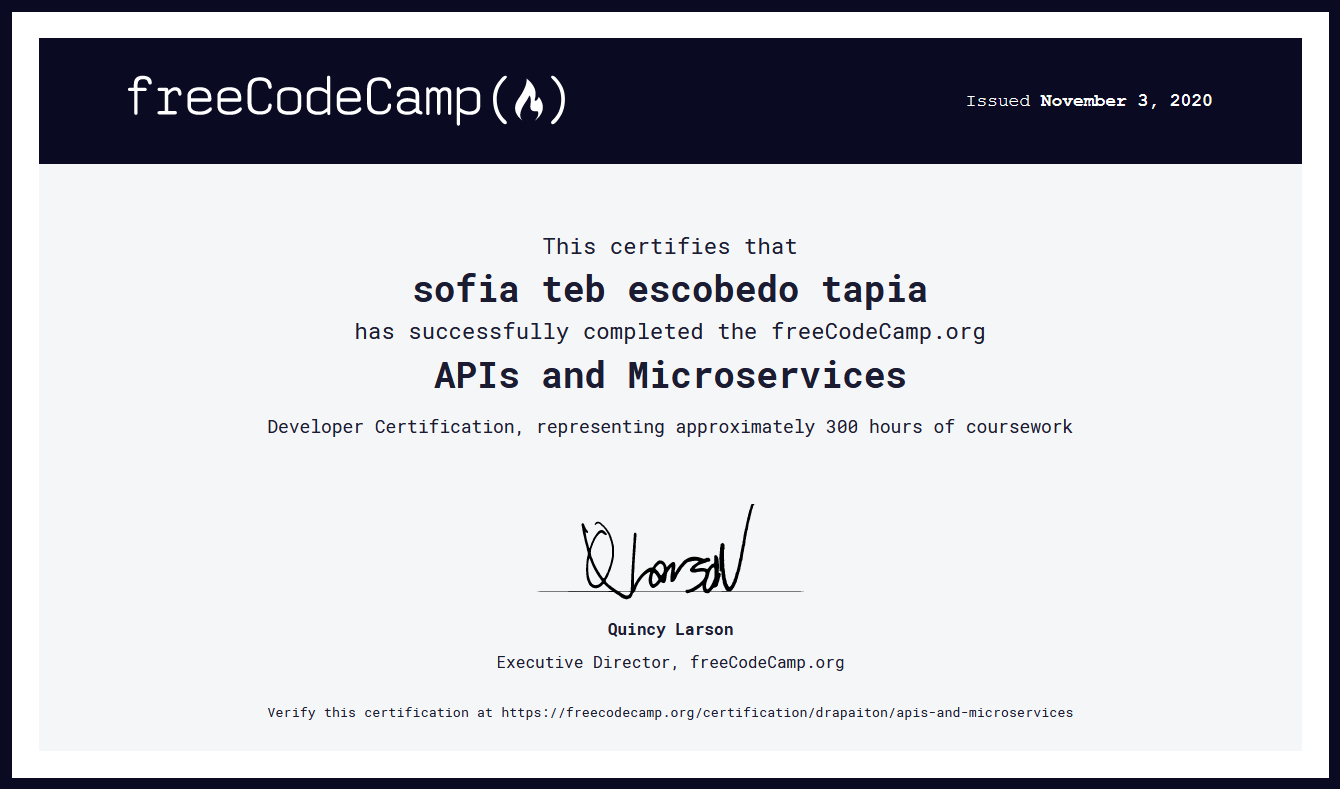 freeCodeCamp(🔥)
Issued November 3, 2020
This certifies that
sofia teb escobedo tapia
has successfully completed the freeCodeCamp.org
APIs and Microservices
Developer Certification, representing approximately 300 hours of coursework
Q Larson
Quincy Larson
Executive Director, freeCodeCamp.org
Verify this certification at https://freecodecamp.org/certification/drapaiton/apis-and-microservices